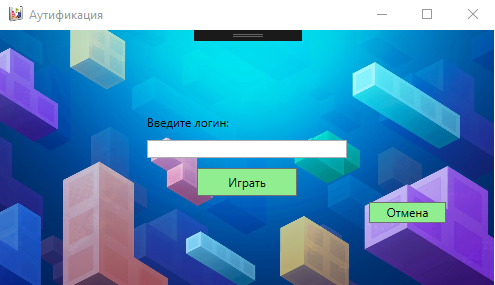 Аутификация
Введите логин:
Играть
Отмена